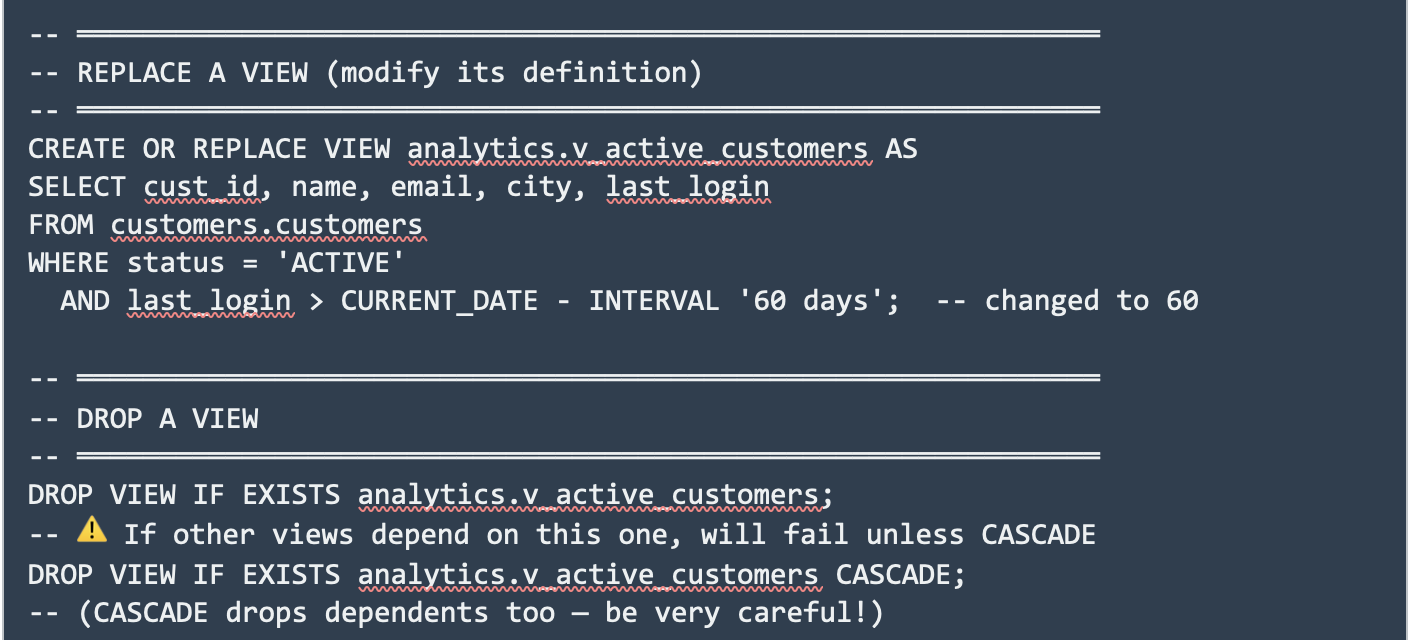 -- ══════════════════════════════════════════════════════════════
-- REPLACE A VIEW (modify its definition)
-- ══════════════════════════════════════════════════════════════
CREATE OR REPLACE VIEW analytics.v_active_customers AS
SELECT cust_id, name, email, city, last_login
FROM customers.customers
WHERE status = 'ACTIVE'
  AND last_login > CURRENT_DATE - INTERVAL '60 days';  -- changed to 60
-- ══════════════════════════════════════════════════════════════
-- DROP A VIEW
-- ══════════════════════════════════════════════════════════════
DROP VIEW IF EXISTS analytics.v_active_customers;
-- ⚠️ If other views depend on this one, will fail unless CASCADE
DROP VIEW IF EXISTS analytics.v_active_customers CASCADE;
-- (CASCADE drops dependents too — be very careful!)